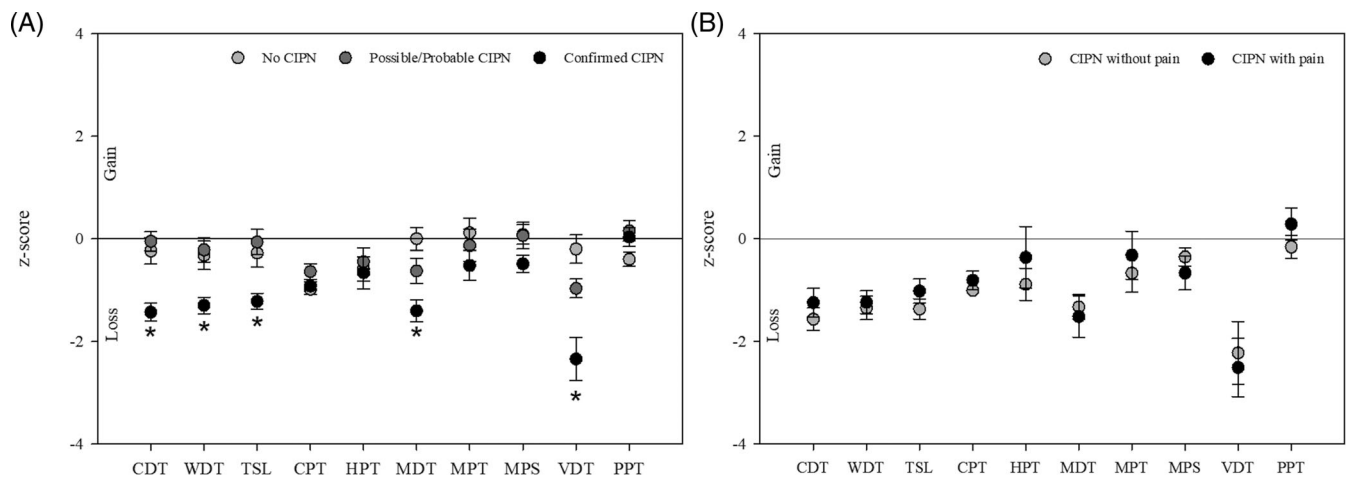 (A)
4
No CIPN Possible/Probable CIPN Confirmed CIPN
2
Gain
z-score
0
Loss
* * * * *
-2
-4
CDT WDT TSL CPT HPT MDT MPT MPS VDT PPT
(B)
4
CIPN without pain CIPN with pain
2
Gain
z-score
0
Loss
-2
-4
CDT WDT TSL CPT HPT MDT MPT MPS VDT PPT